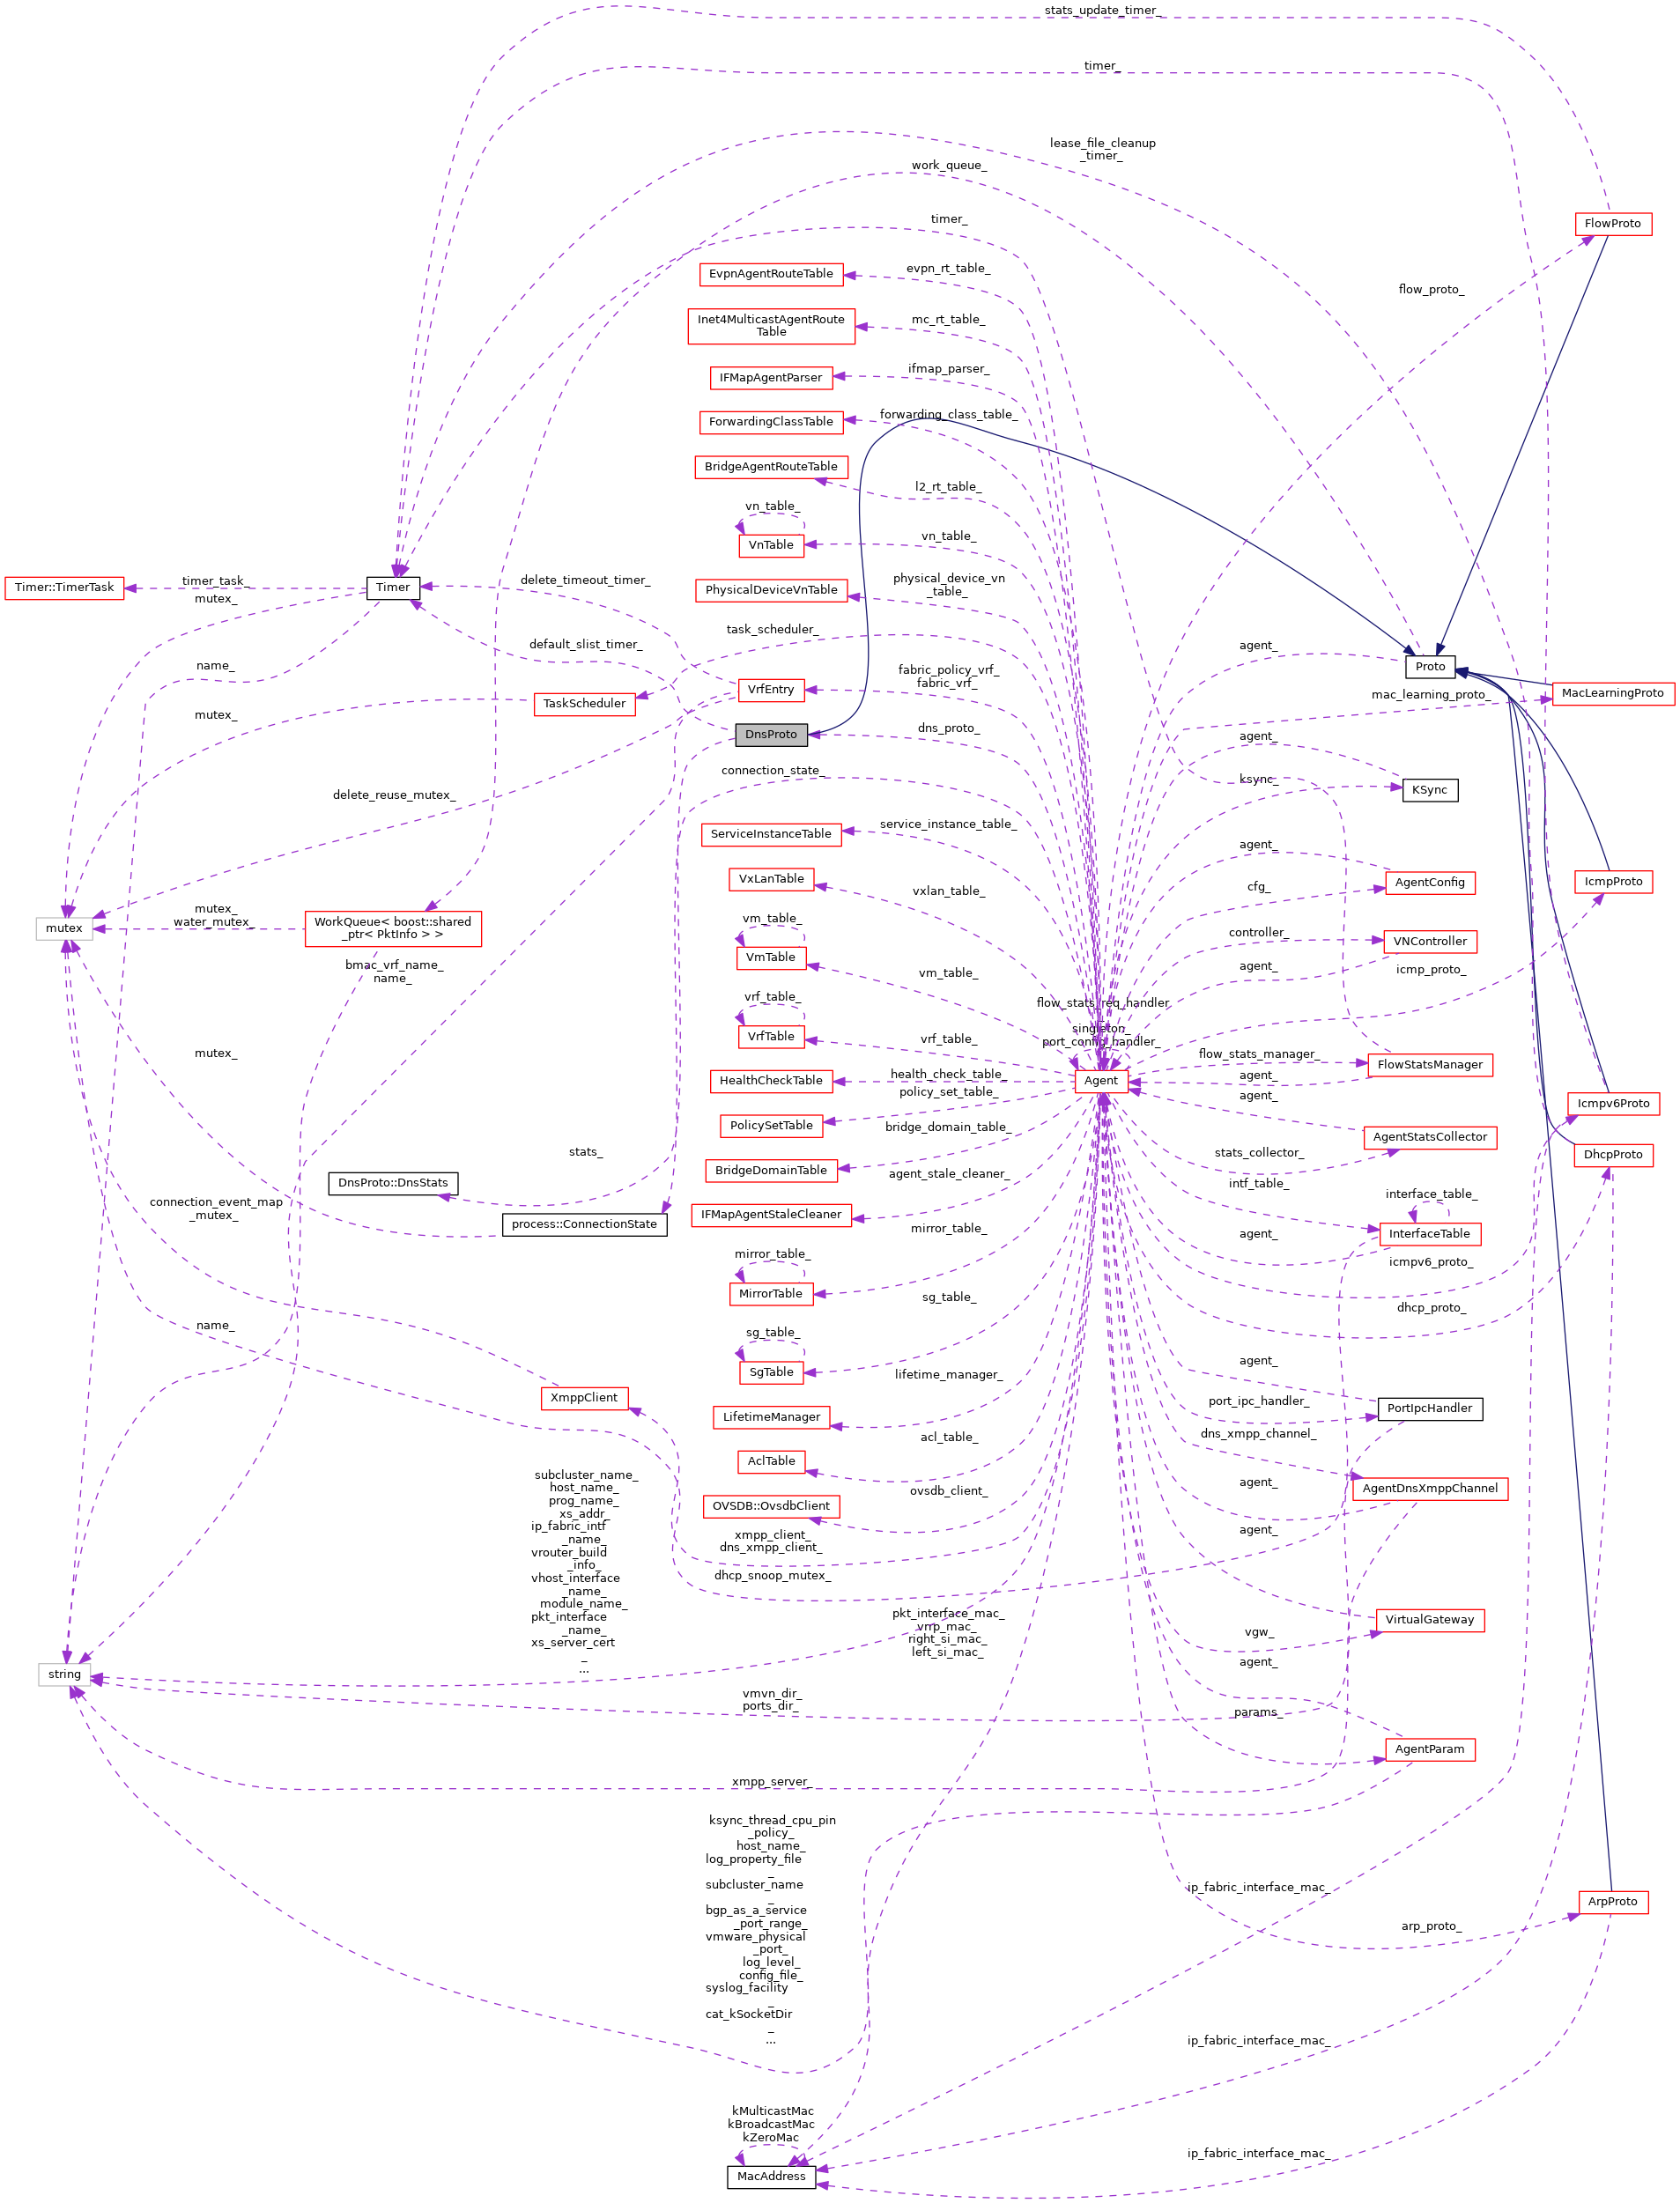 stats_update_timer_
timer_
lease_file_cleanup
_timer_
work_queue_
timer_
FlowProto
EvpnAgentRouteTable
evpn_rt_table_
flow_proto_
Inet4MulticastAgentRoute
Table
mc_rt_table_
IFMapAgentParser
ifmap_parser_
ForwardingClassTable
forwarding_class_table_
BridgeAgentRouteTable
l2_rt_table_
vn_table_
VnTable
vn_table_
Timer::TimerTask
timer_task_
Timer
delete_timeout_timer_
PhysicalDeviceVnTable
physical_device_vn
_table_
mutex_
task_scheduler_
default_slist_timer_
agent_
name_
Proto
fabric_policy_vrf_
fabric_vrf_
VrfEntry
mac_learning_proto_
MacLearningProto
TaskScheduler
mutex_
dns_proto_
DnsProto
agent_
connection_state_
ksync_
KSync
delete_reuse_mutex_
service_instance_table_
ServiceInstanceTable
agent_
VxLanTable
vxlan_table_
cfg_
AgentConfig
IcmpProto
mutex_
water_mutex_
WorkQueue< boost::shared
_ptr< PktInfo > >
mutex
vm_table_
controller_
VNController
VmTable
bmac_vrf_name_
name_
vm_table_
agent_
icmp_proto_
vrf_table_
flow_stats_req_handler
_
singleton_
port_config_handler_
VrfTable
vrf_table_
mutex_
flow_stats_manager_
FlowStatsManager
HealthCheckTable
health_check_table_
Agent
agent_
policy_set_table_
agent_
Icmpv6Proto
PolicySetTable
bridge_domain_table_
AgentStatsCollector
stats_
stats_collector_
DhcpProto
BridgeDomainTable
agent_stale_cleaner_
DnsProto::DnsStats
intf_table_
interface_table_
connection_event_map
_mutex_
process::ConnectionState
IFMapAgentStaleCleaner
mirror_table_
agent_
InterfaceTable
mirror_table_
icmpv6_proto_
MirrorTable
sg_table_
dhcp_proto_
name_
sg_table_
SgTable
agent_
lifetime_manager_
XmppClient
port_ipc_handler_
PortIpcHandler
LifetimeManager
acl_table_
dns_xmpp_channel_
AclTable
subcluster_name_
host_name_
prog_name_
xs_addr_
ip_fabric_intf
_name_
vrouter_build
_info_
vhost_interface
_name_
module_name_
pkt_interface
_name_
xs_server_cert
_
...
agent_
AgentDnsXmppChannel
ovsdb_client_
OVSDB::OvsdbClient
xmpp_client_
dns_xmpp_client_
agent_
dhcp_snoop_mutex_
pkt_interface_mac_
vrrp_mac_
right_si_mac_
left_si_mac_
VirtualGateway
vgw_
string
agent_
vmvn_dir_
ports_dir_
params_
AgentParam
xmpp_server_
ksync_thread_cpu_pin
_policy_
host_name_
log_property_file
_
subcluster_name
_
bgp_as_a_service
_port_range_
vmware_physical
_port_
log_level_
config_file_
syslog_facility
_
cat_kSocketDir
_
...
ip_fabric_interface_mac_
ArpProto
arp_proto_
ip_fabric_interface_mac_
kMulticastMac
kBroadcastMac
kZeroMac
ip_fabric_interface_mac_
MacAddress